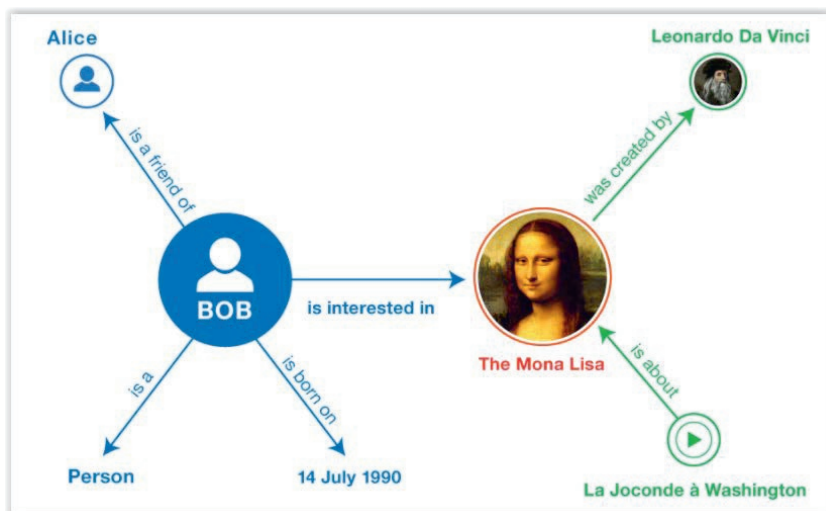 Alice
Leonardo Da Vinci
is a friend of
was created by
BOB
is interested in
The Mona Lisa
is a
is born on
is about
Person
14 July 1990
La Joconde à Washington